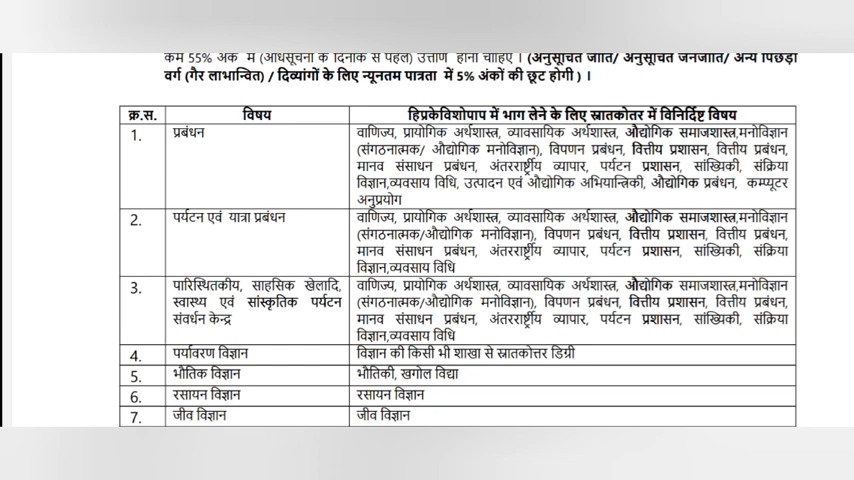 कम 55% अंक में (अधिसूचना के दिनांक से पहले) उत्तीर्ण होना चाहिए । (अनुसूचित जाति/ अनुसूचित जनजाति/ अन्य पिछड़ा
वर्ग (गैर लाभान्वित) / दिव्यांगों के लिए न्यूनतम पात्रता में 5% अंकों की छूट होगी ) ।
क्र.स. विषय हिप्रकेविशोपाप में भाग लेने के लिए स्नातकोतर में विनिर्दिष्ट विषय
1. प्रबंधन वाणिज्य, प्रायोगिक अर्थशास्त्र, व्यावसायिक अर्थशास्त्र, औद्योगिक समाजशास्त्र,मनोविज्ञान
(संगठनात्मक/ औद्योगिक मनोविज्ञान), विपणन प्रबंधन, वित्तीय प्रशासन, वित्तीय प्रबंधन,
मानव संसाधन प्रबंधन, अंतरराष्ट्रीय व्यापार, पर्यटन प्रशासन, सांख्यिकी, संक्रिया
विज्ञान,व्यवसाय विधि, उत्पादन एवं औद्योगिक अभियान्त्रिकी, औद्योगिक प्रबंधन, कम्प्यूटर
अनुप्रयोग
2. पर्यटन एवं यात्रा प्रबंधन वाणिज्य, प्रायोगिक अर्थशास्त्र, व्यावसायिक अर्थशास्त्र, औद्योगिक समाजशास्त्र,मनोविज्ञान
(संगठनात्मक/औद्योगिक मनोविज्ञान), विपणन प्रबंधन, वित्तीय प्रशासन, वित्तीय प्रबंधन,
मानव संसाधन प्रबंधन, अंतरराष्ट्रीय व्यापार, पर्यटन प्रशासन, सांख्यिकी, संक्रिया
विज्ञान,व्यवसाय विधि
3. पारिस्थितकीय, साहसिक खेलादि, वाणिज्य, प्रायोगिक अर्थशास्त्र, व्यावसायिक अर्थशास्त्र, औद्योगिक समाजशास्त्र,मनोविज्ञान
स्वास्थ्य एवं सांस्कृतिक पर्यटन (संगठनात्मक/औद्योगिक मनोविज्ञान), विपणन प्रबंधन, वित्तीय प्रशासन, वित्तीय प्रबंधन,
संवर्धन केन्द्र मानव संसाधन प्रबंधन, अंतरराष्ट्रीय व्यापार, पर्यटन प्रशासन, सांख्यिकी, संक्रिया
विज्ञान,व्यवसाय विधि
4. पर्यावरण विज्ञान विज्ञान की किसी भी शाखा से स्नातकोत्तर डिग्री
5. भौतिक विज्ञान भौतिकी, खगोल विद्या
6. रसायन विज्ञान रसायन विज्ञान
7. जीव विज्ञान जीव विज्ञान